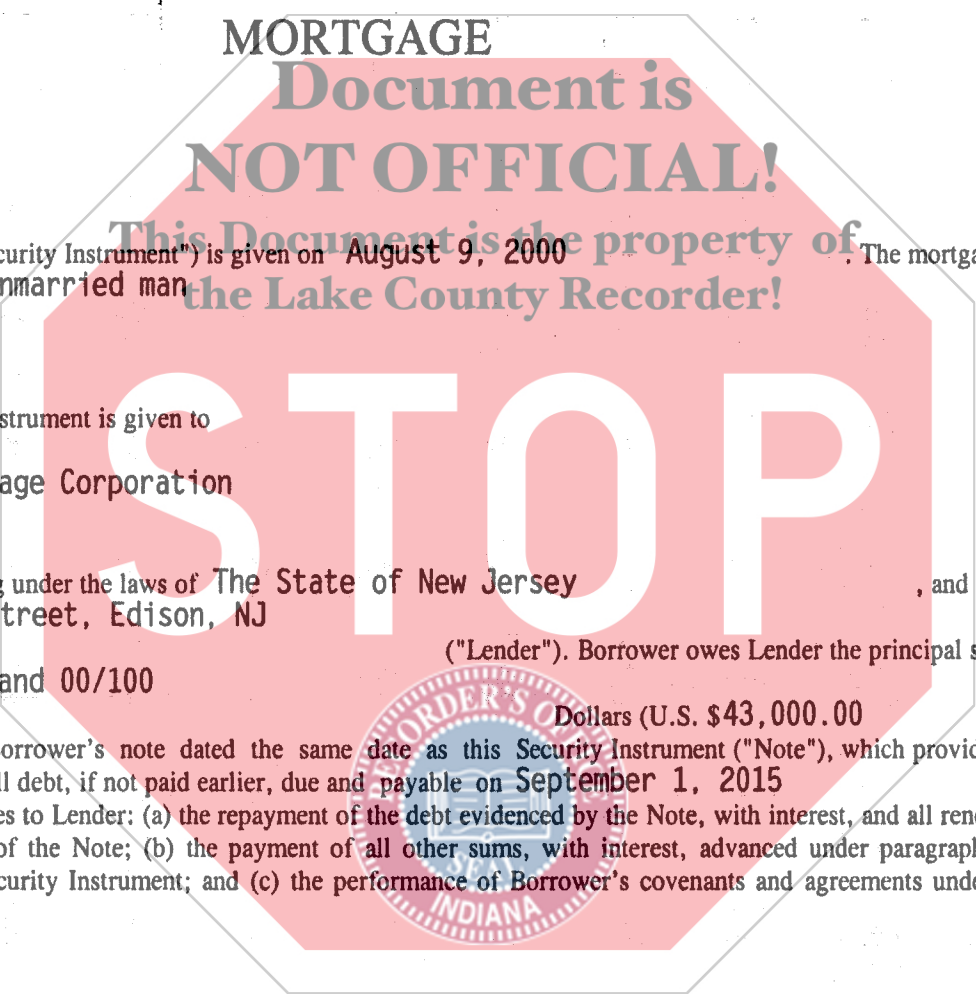 MORTGAGE
Document is
NOT OFFICIAL!
This Document is the property of
the Lake County Recorder!
curity Instrument") is given on August 9, 2000 . The mortga
nmarried man
STOP
strument is given to
age Corporation
under the laws of The State of New Jersey , and
treet, Edison, NJ
("Lender"). Borrower owes Lender the principal s
and 00/100
Dollars (U.S. $43,000.00
orrower's note dated the same date as this Security Instrument ("Note"), which provid
ll debt, if not paid earlier, due and payable on September 1, 2015
es to Lender: (a) the repayment of the debt evidenced by the Note, with interest, and all ren
of the Note; (b) the payment of all other sums, with interest, advanced under paragraph
curity Instrument; and (c) the performance of Borrower's covenants and agreements unde
RECORDER'S OFFICE
SEAL
INDIANA